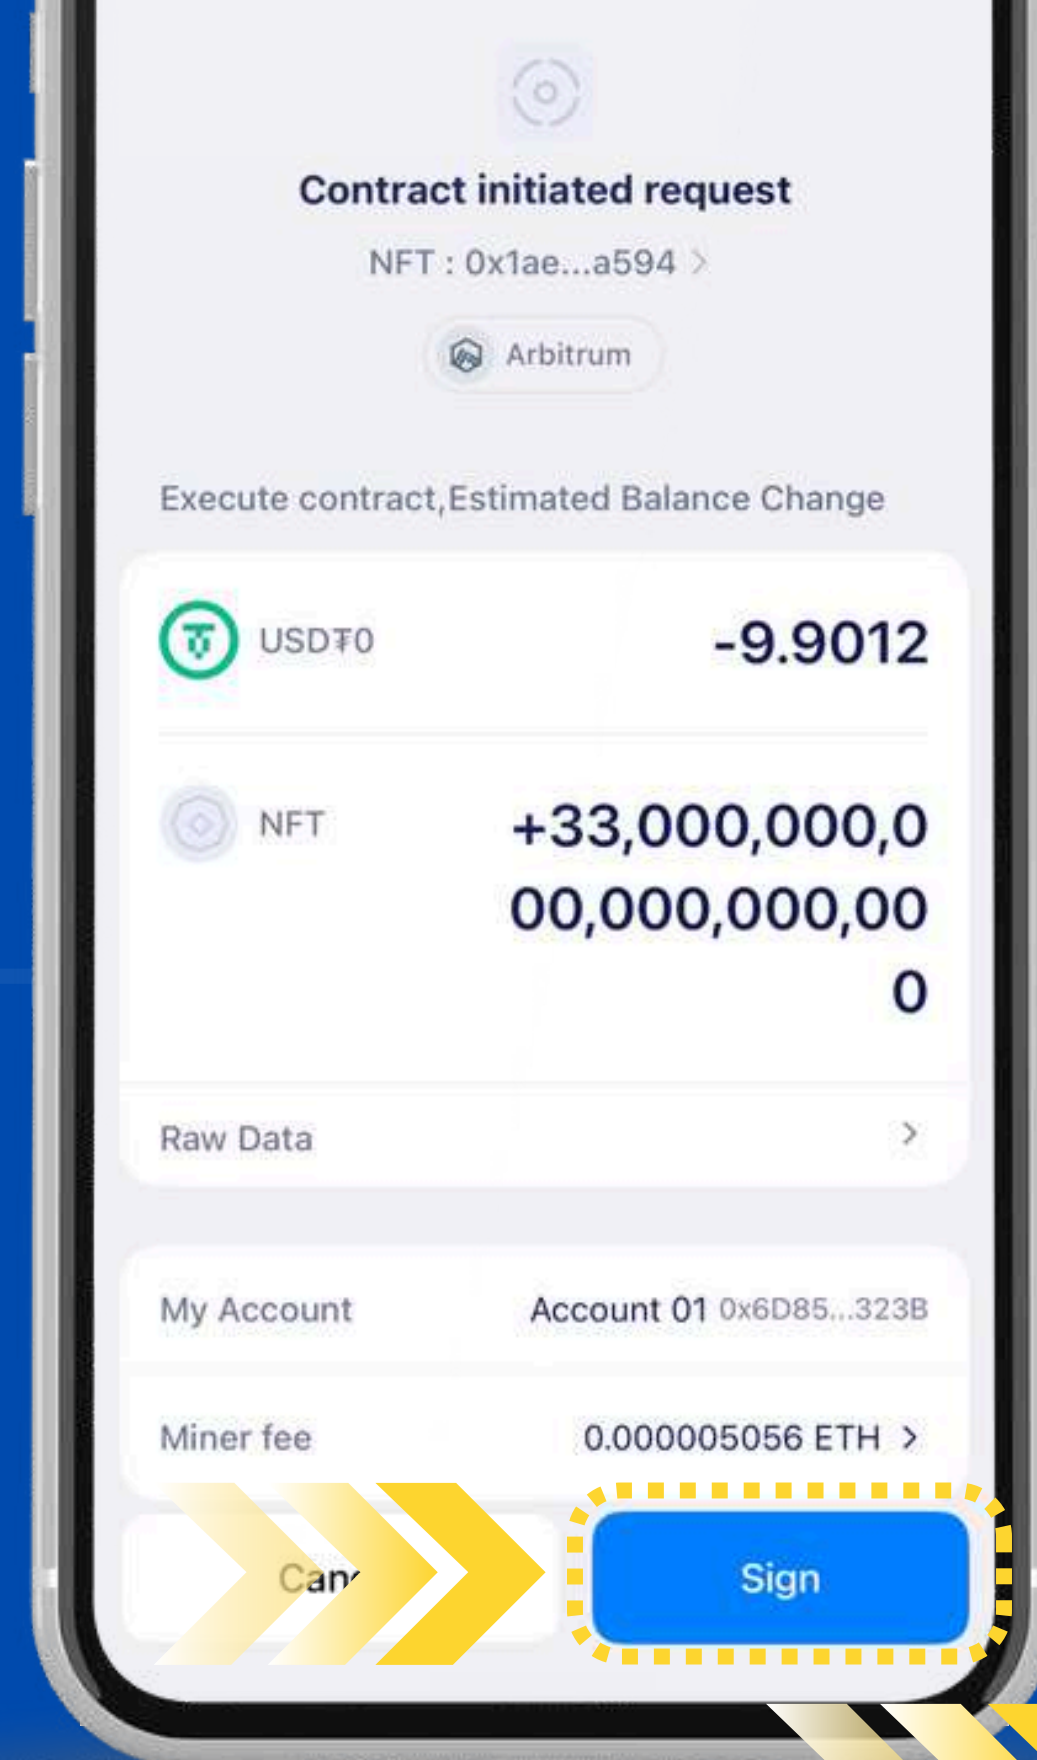 Contract initiated request
NFT : 0x1ae...a594 >
Arbitrum
Execute contract,Estimated Balance Change
USD₮0 -9.9012
NFT +33,000,000,0
00,000,000,00
0
Raw Data >
My Account Account 01 0x6D85...323B
Miner fee 0.000005056 ETH >
Can
Sign